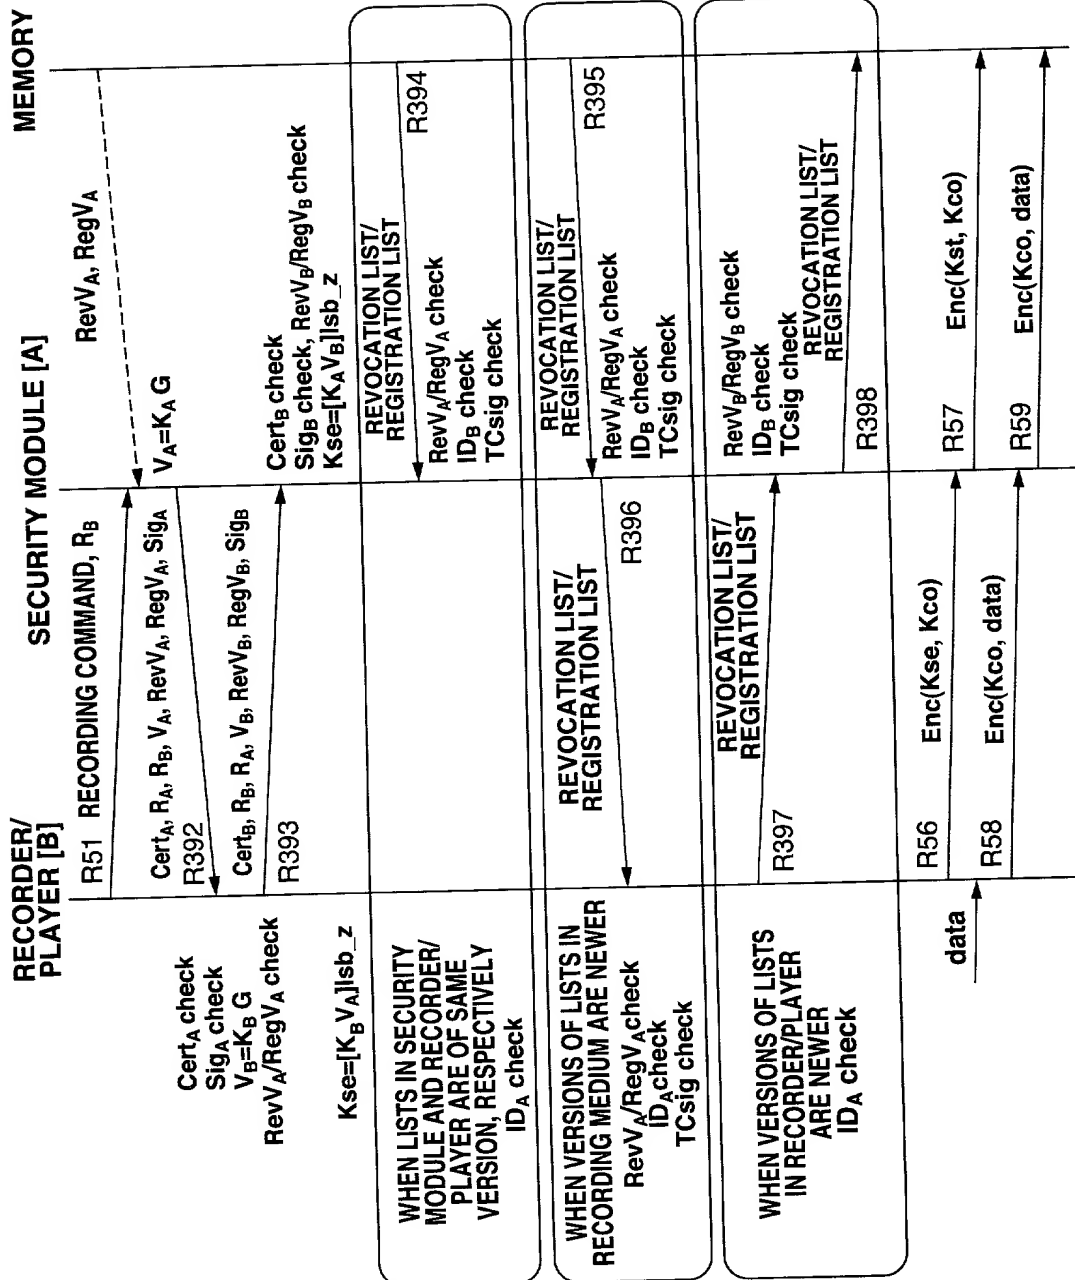 RECORDER/
PLAYER [B]
SECURITY MODULE [A]
MEMORY
RevV_A, RegV_A
R51 RECORDING COMMAND, R_B
V_A=K_A G
Cert_A, R_A, R_B, V_A, RevV_A, RegV_A, Sig_A
R392
Cert_A check
Sig_A check
V_B=K_B G
RevV_A/RegV_A check
Cert_B, R_B, R_A, V_B, RevV_B, RegV_B, Sig_B
R393
Cert_B check
Sig_B check, RevV_B/RegV_B check
Kse=[K_A V_B]lsb_z
Kse=[K_B V_A]lsb_z
WHEN LISTS IN SECURITY
MODULE AND RECORDER/
PLAYER ARE OF SAME
VERSION, RESPECTIVELY
ID_A check
REVOCATION LIST/
REGISTRATION LIST
R394
RevV_A/RegV_A check
ID_B check
TCsig check
WHEN VERSIONS OF LISTS IN
RECORDING MEDIUM ARE NEWER
RevV_A/RegV_Acheck
ID_Acheck
TCsig check
REVOCATION LIST/
REGISTRATION LIST
R396
REVOCATION LIST/
REGISTRATION LIST
R395
RevV_A/RegV_A check
ID_B check
TCsig check
WHEN VERSIONS OF LISTS
IN RECORDER/PLAYER
ARE NEWER
ID_A check
REVOCATION LIST/
REGISTRATION LIST
R397
RevV_B/RegV_B check
ID_B check
TCsig check
REVOCATION LIST/
REGISTRATION LIST
R398
data
R56 Enc(Kse, Kco)
R57 Enc(Kst, Kco)
R58 Enc(Kco, data)
R59 Enc(Kco, data)